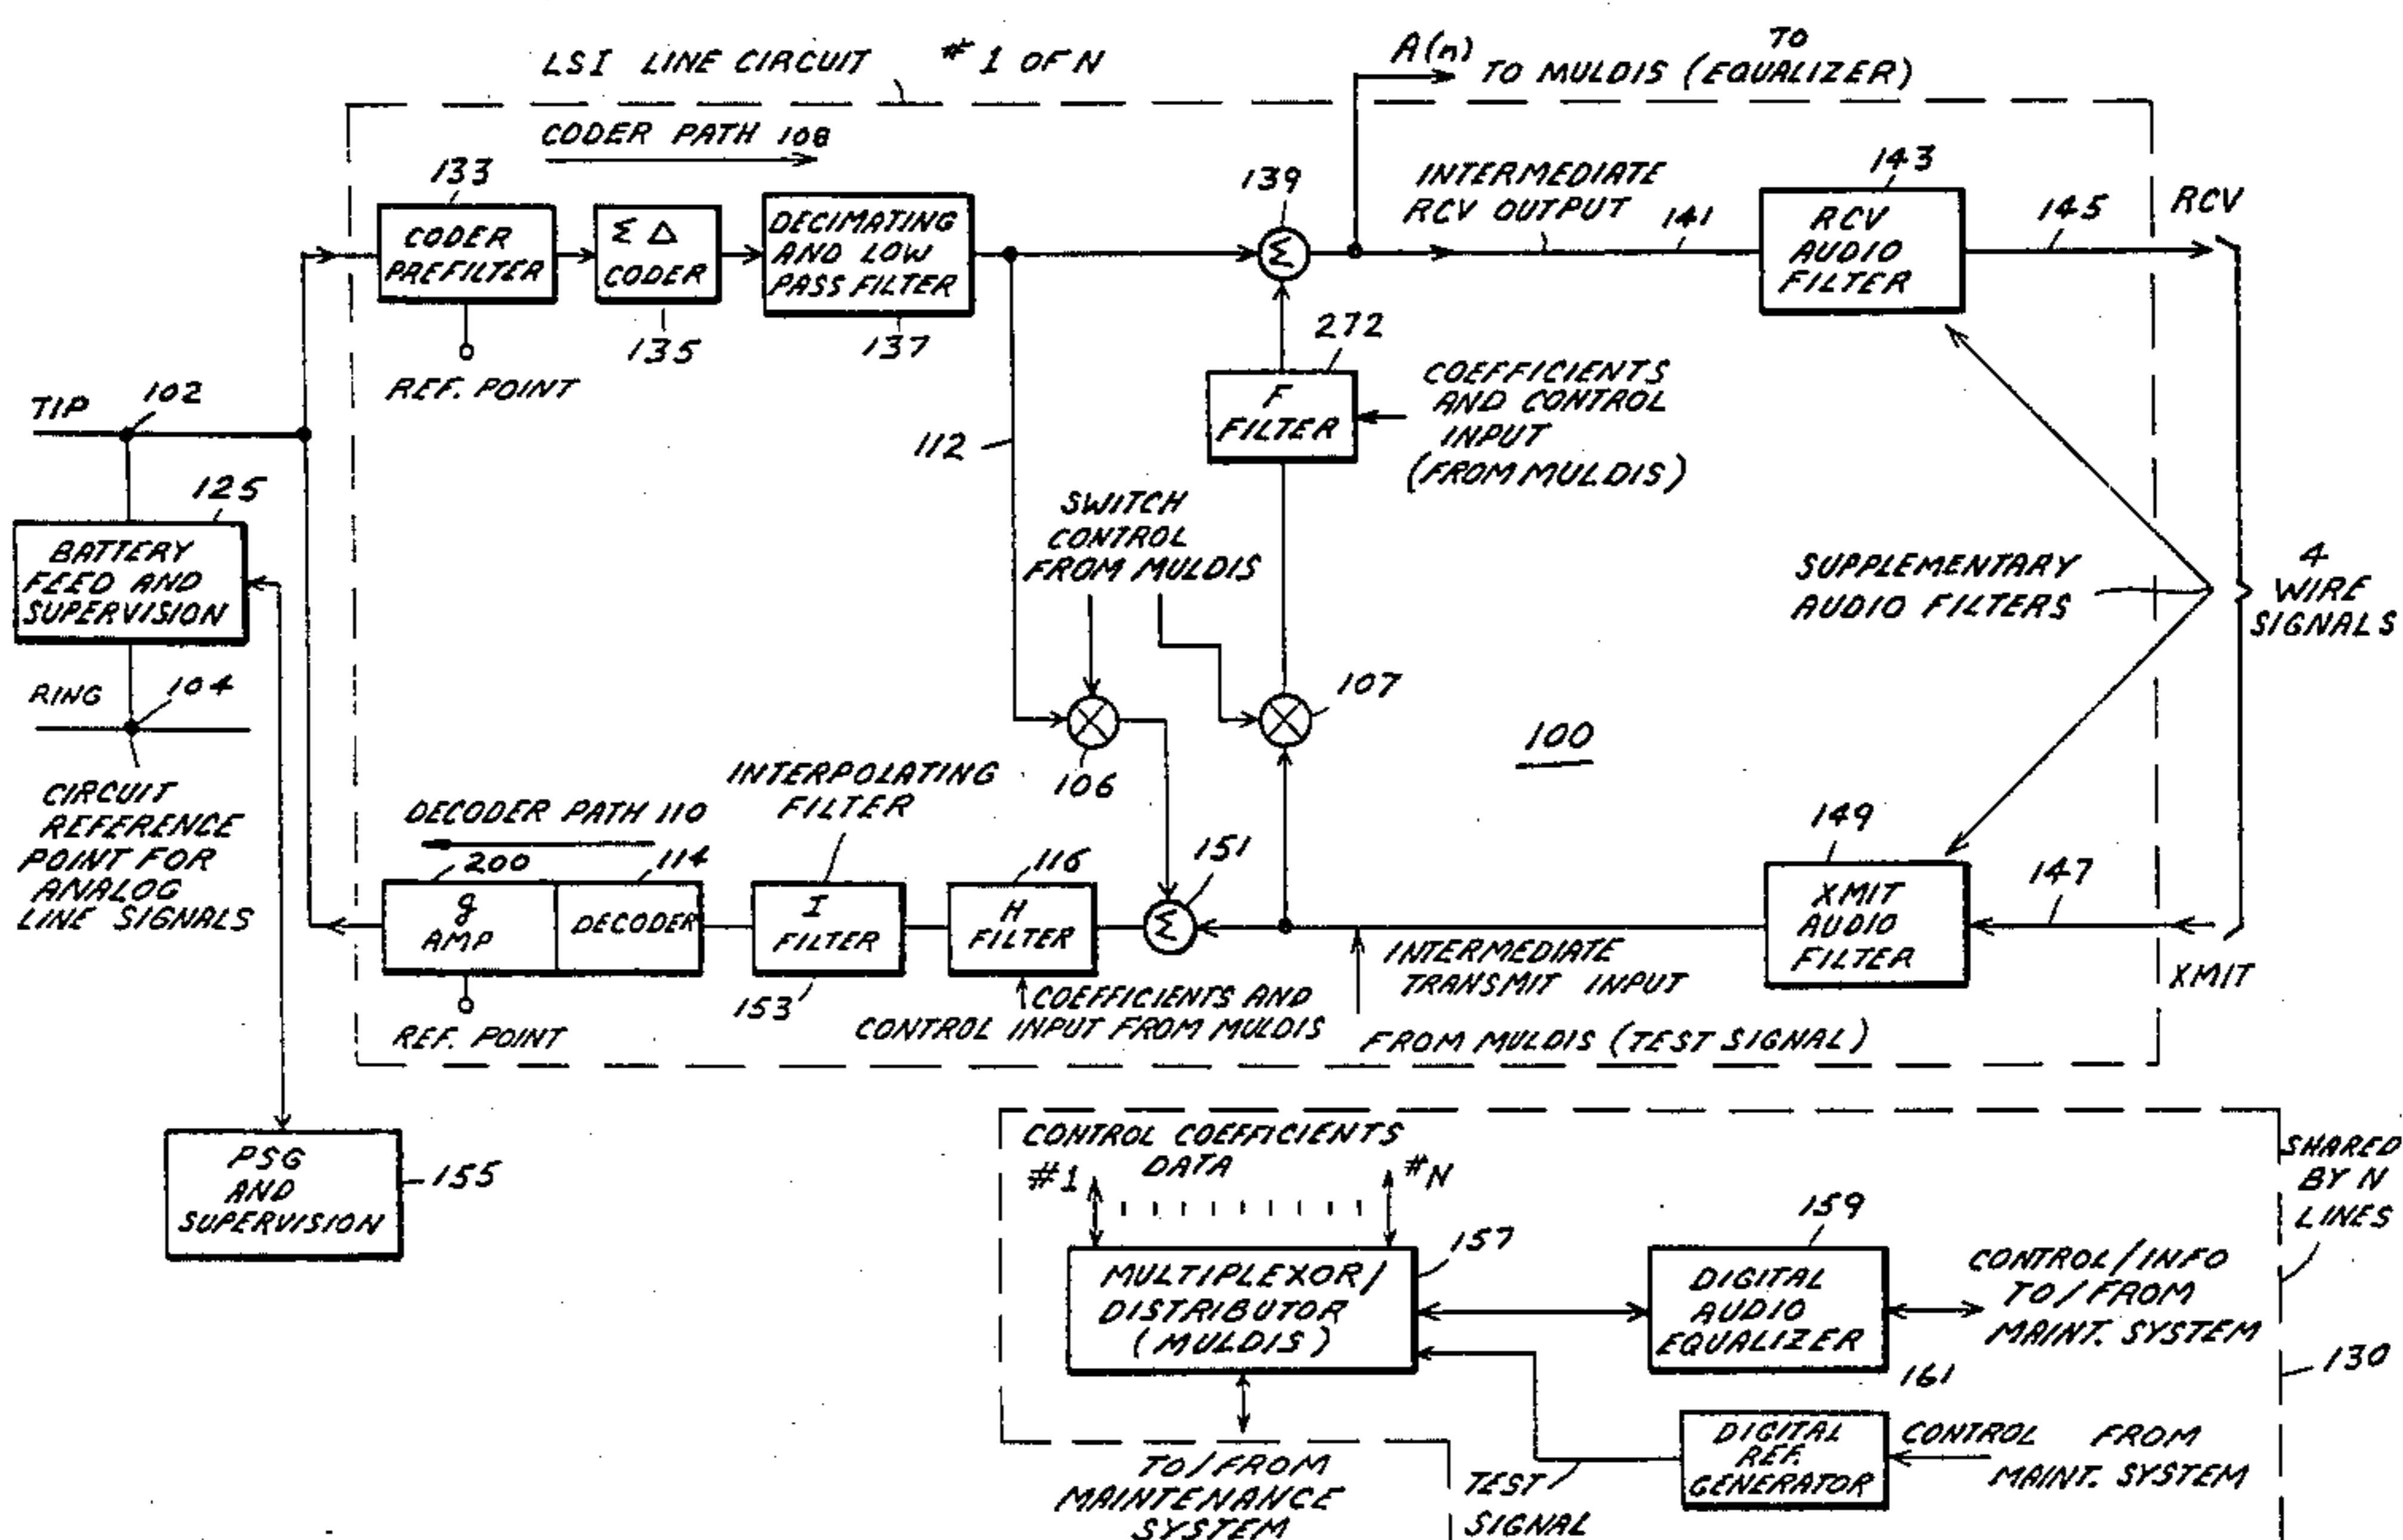 LSI LINE CIRCUIT #1 OF N
A(n) TO
TO MULDIS (EQUALIZER)
CODER PATH 108
133
CODER
PREFILTER
REF. POINT
Σ Δ
CODER
135
DECIMATING
AND LOW
PASS FILTER
137
139
Σ
INTERMEDIATE
RCV OUTPUT
141
143
RCV
AUDIO
FILTER
145
RCV
TIP
102
125
BATTERY
FEED AND
SUPERVISION
RING
104
CIRCUIT
REFERENCE
POINT FOR
ANALOG
LINE SIGNALS
112
272
F
FILTER
COEFFICIENTS
AND CONTROL
INPUT
(FROM MULDIS)
SWITCH
CONTROL
FROM MULDIS
106
107
100
SUPPLEMENTARY
AUDIO FILTERS
4
WIRE
SIGNALS
DECODER PATH 110
200
g
AMP
114
DECODER
REF. POINT
INTERPOLATING
FILTER
I
FILTER
153
116
H
FILTER
COEFFICIENTS AND
CONTROL INPUT FROM MULDIS
151
Σ
INTERMEDIATE
TRANSMIT INPUT
FROM MULDIS (TEST SIGNAL)
149
XMIT
AUDIO
FILTER
147
XMIT
PSG
AND
SUPERVISION
155
CONTROL COEFFICIENTS
DATA
#1
#N
157
MULTIPLEXOR/
DISTRIBUTOR
(MULDIS)
159
DIGITAL
AUDIO
EQUALIZER
CONTROL/INFO
TO/FROM
MAINT. SYSTEM
SHARED
BY N
LINES
130
161
DIGITAL
REF.
GENERATOR
CONTROL FROM
MAINT. SYSTEM
TO/FROM
MAINTENANCE
SYSTEM
TEST
SIGNAL